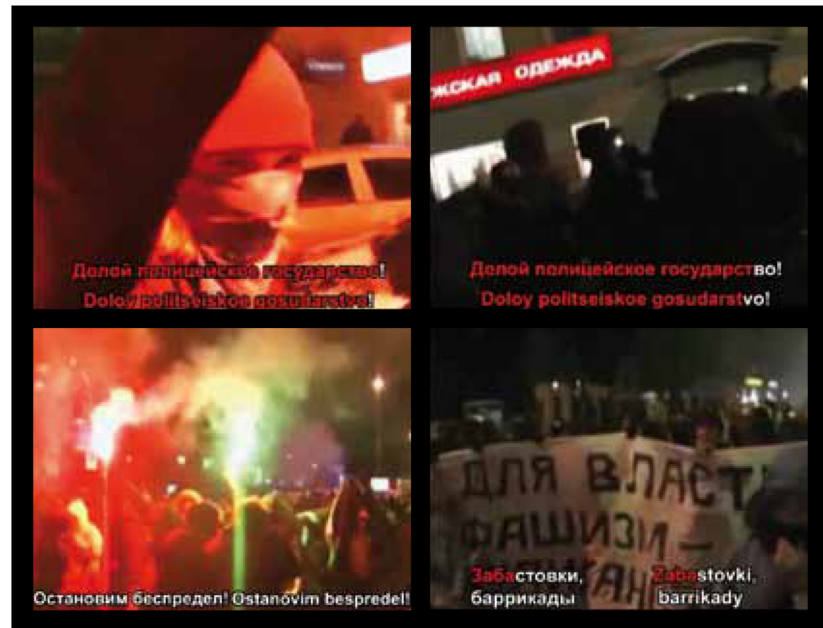 Долой полицейское государство!
Doloy politseiskoe gosudarstvo!
ЖСКАЯ ОДЕЖДА
Долой полицейское государство!
Doloy politseiskoe gosudarstvo!
Остановим беспредел! Ostanovim bespredel!
ДЛЯ ВЛАСТ
ФАШИЗМ –
Забастовки,
баррикады
Zabastovki,
barrikady